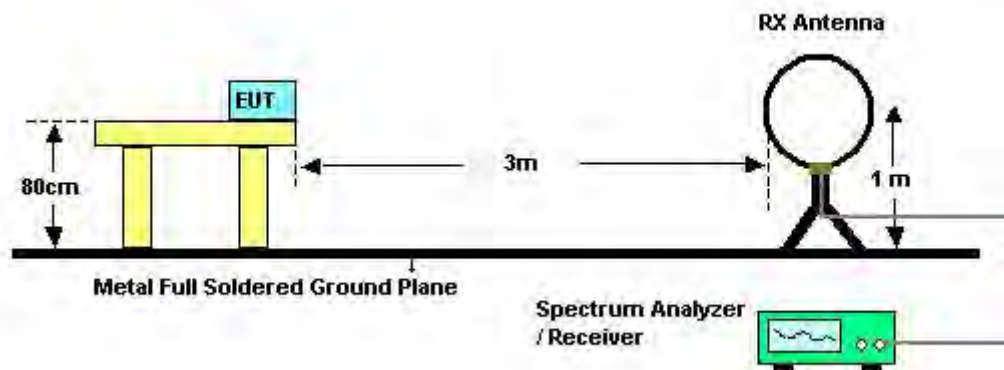 RX Antenna
EUT
3m
80cm
1 m
Metal Full Soldered Ground Plane
Spectrum Analyzer
/ Receiver